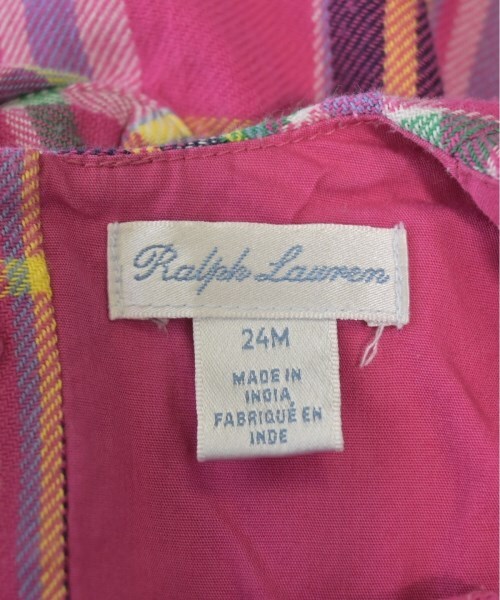 Ralph Lauren
24M
MADE IN
INDIA
FABRIQUÉ EN
INDE